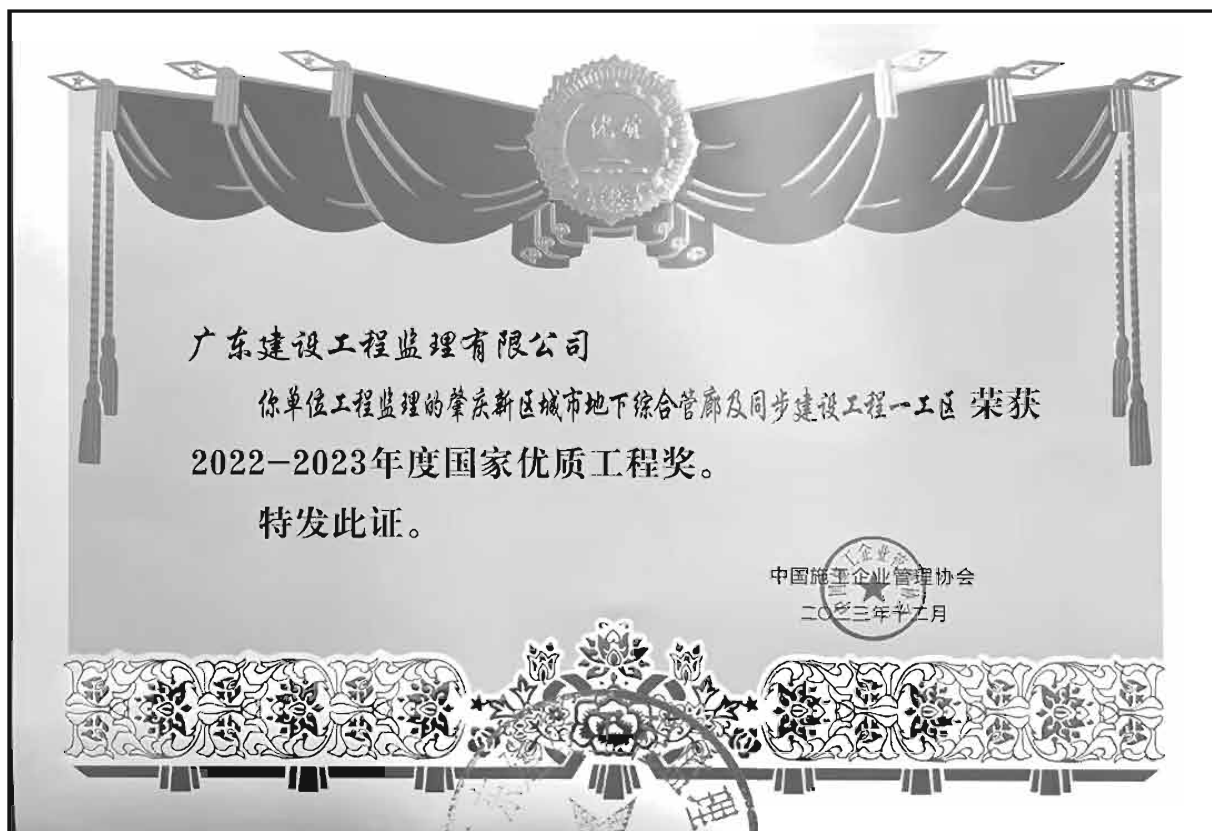 优质
广东建设工程监理有限公司
你单位工程监理的肇庆新区城市地下综合管廊及同步建设工程一工区 荣获
2022-2023年度国家优质工程奖。
特发此证。
中国施工企业管理协会
二〇二三年十二月
理